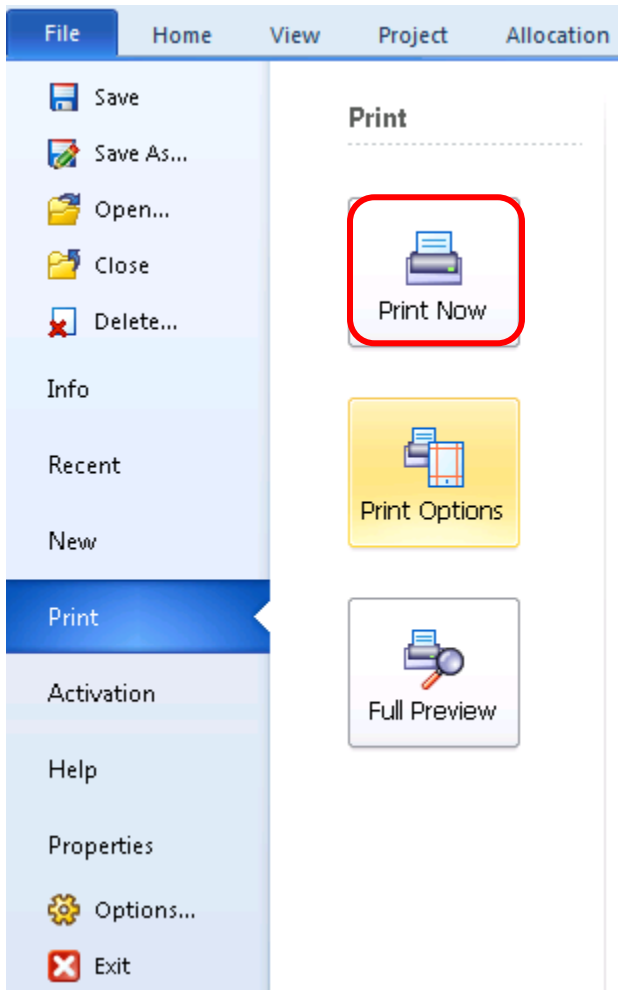 File Home View Project Allocation
Save
Save As...
Open...
Close
Delete...
Info
Recent
New
Print
Activation
Help
Properties
Options...
Exit
Print
Print Now
Print Options
Full Preview